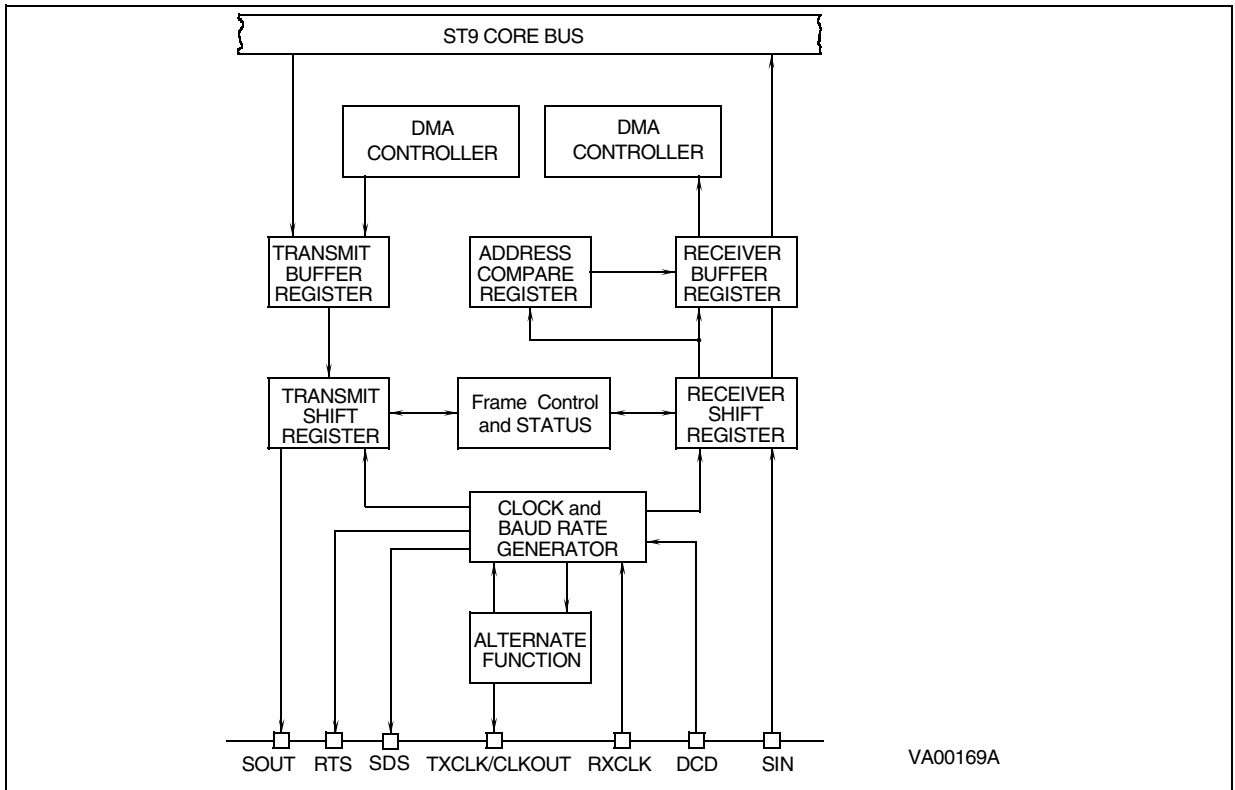 ST9 CORE BUS
DMA
CONTROLLER
DMA
CONTROLLER
TRANSMIT
BUFFER
REGISTER
ADDRESS
COMPARE
REGISTER
RECEIVER
BUFFER
REGISTER
TRANSMIT
SHIFT
REGISTER
Frame Control
and STATUS
RECEIVER
SHIFT
REGISTER
CLOCK and
BAUD RATE
GENERATOR
ALTERNATE
FUNCTION
SOUT RTS SDS TXCLK/CLKOUT RXCLK DCD SIN
VA00169A